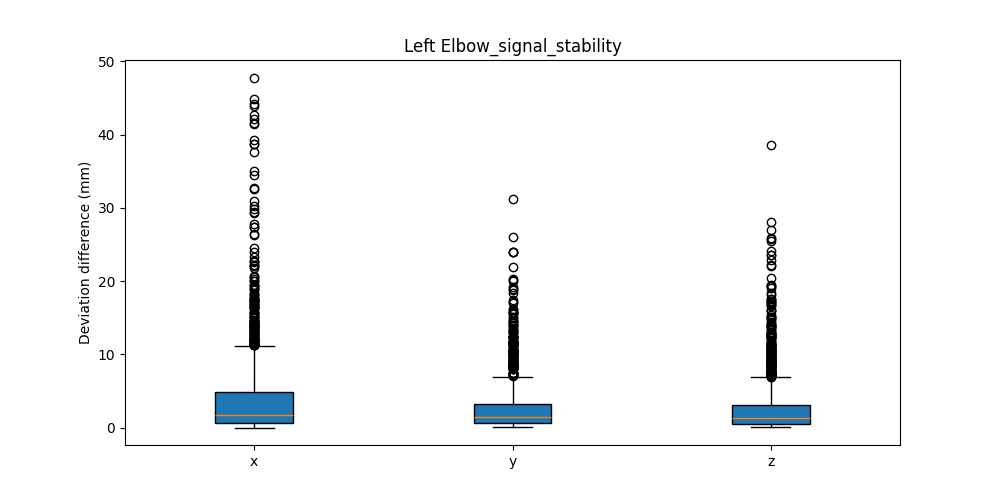 Left Elbow_signal_stability
Deviation difference (mm)
50
40
30
20
10
0
x
y
z